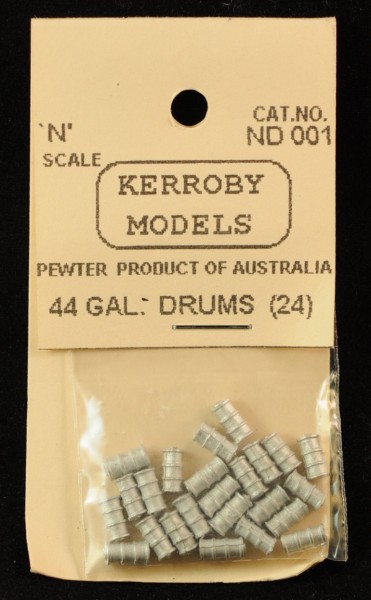 CAT.NO.
'N' ND 001
SCALE
KERROBY
MODELS
PEWTER PRODUCT OF AUSTRALIA
44 GAL. DRUMS (24)